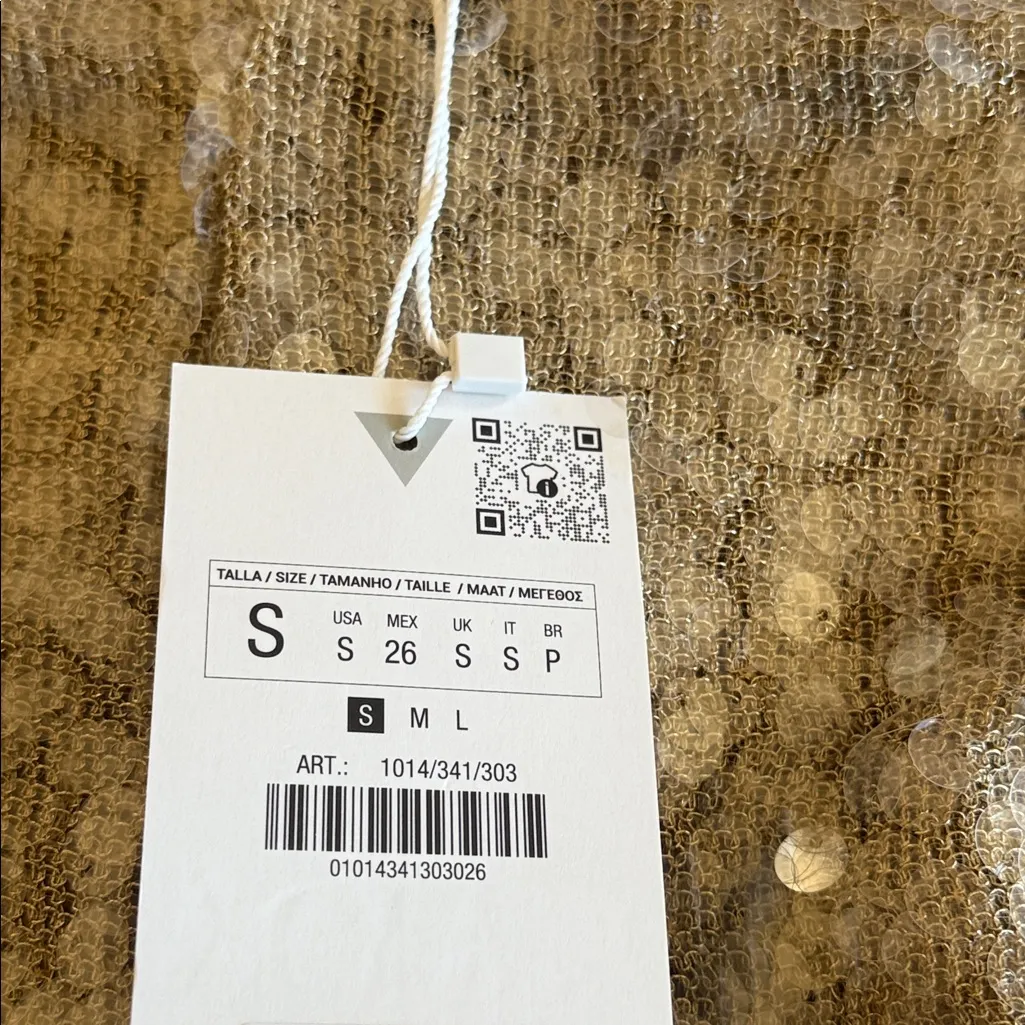 TALLA / SIZE / TAMANHO / TAILLE / MAAT / ΜΕΓΕΘΟΣ
S
USA MEX UK IT BR
S 26 S S P
S M L
ART.: 1014/341/303
01014341303026